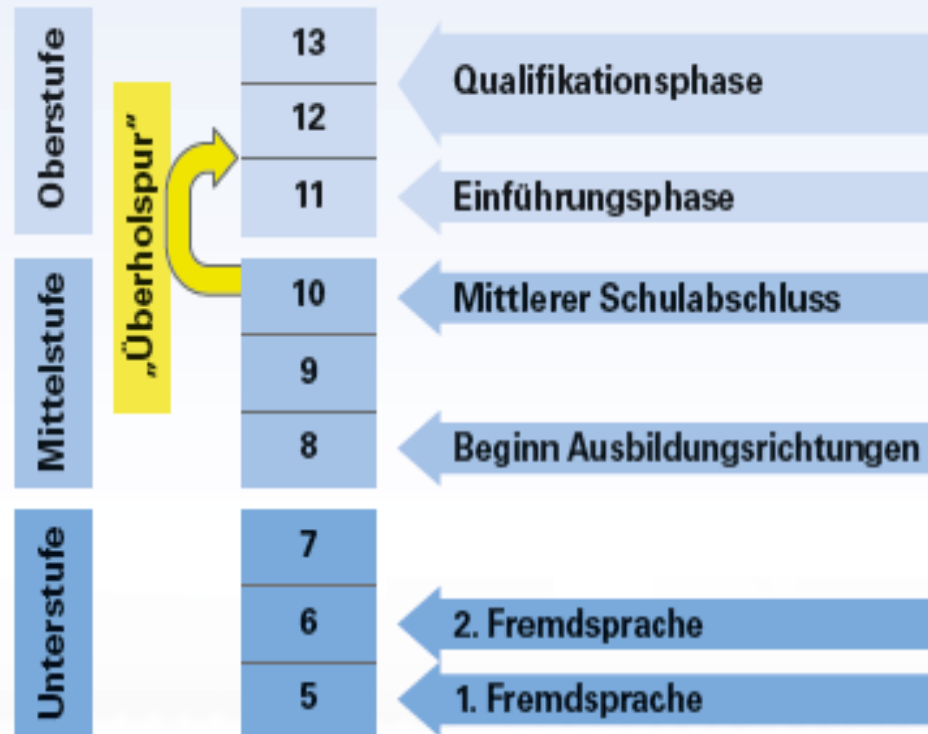 Oberstufe
13
Qualifikationsphase
12
11
Einführungsphase
„Überholspur“
Mittelstufe
10
Mittlerer Schulabschluss
9
8
Beginn Ausbildungsrichtungen
Unterstufe
7
6
2. Fremdsprache
5
1. Fremdsprache